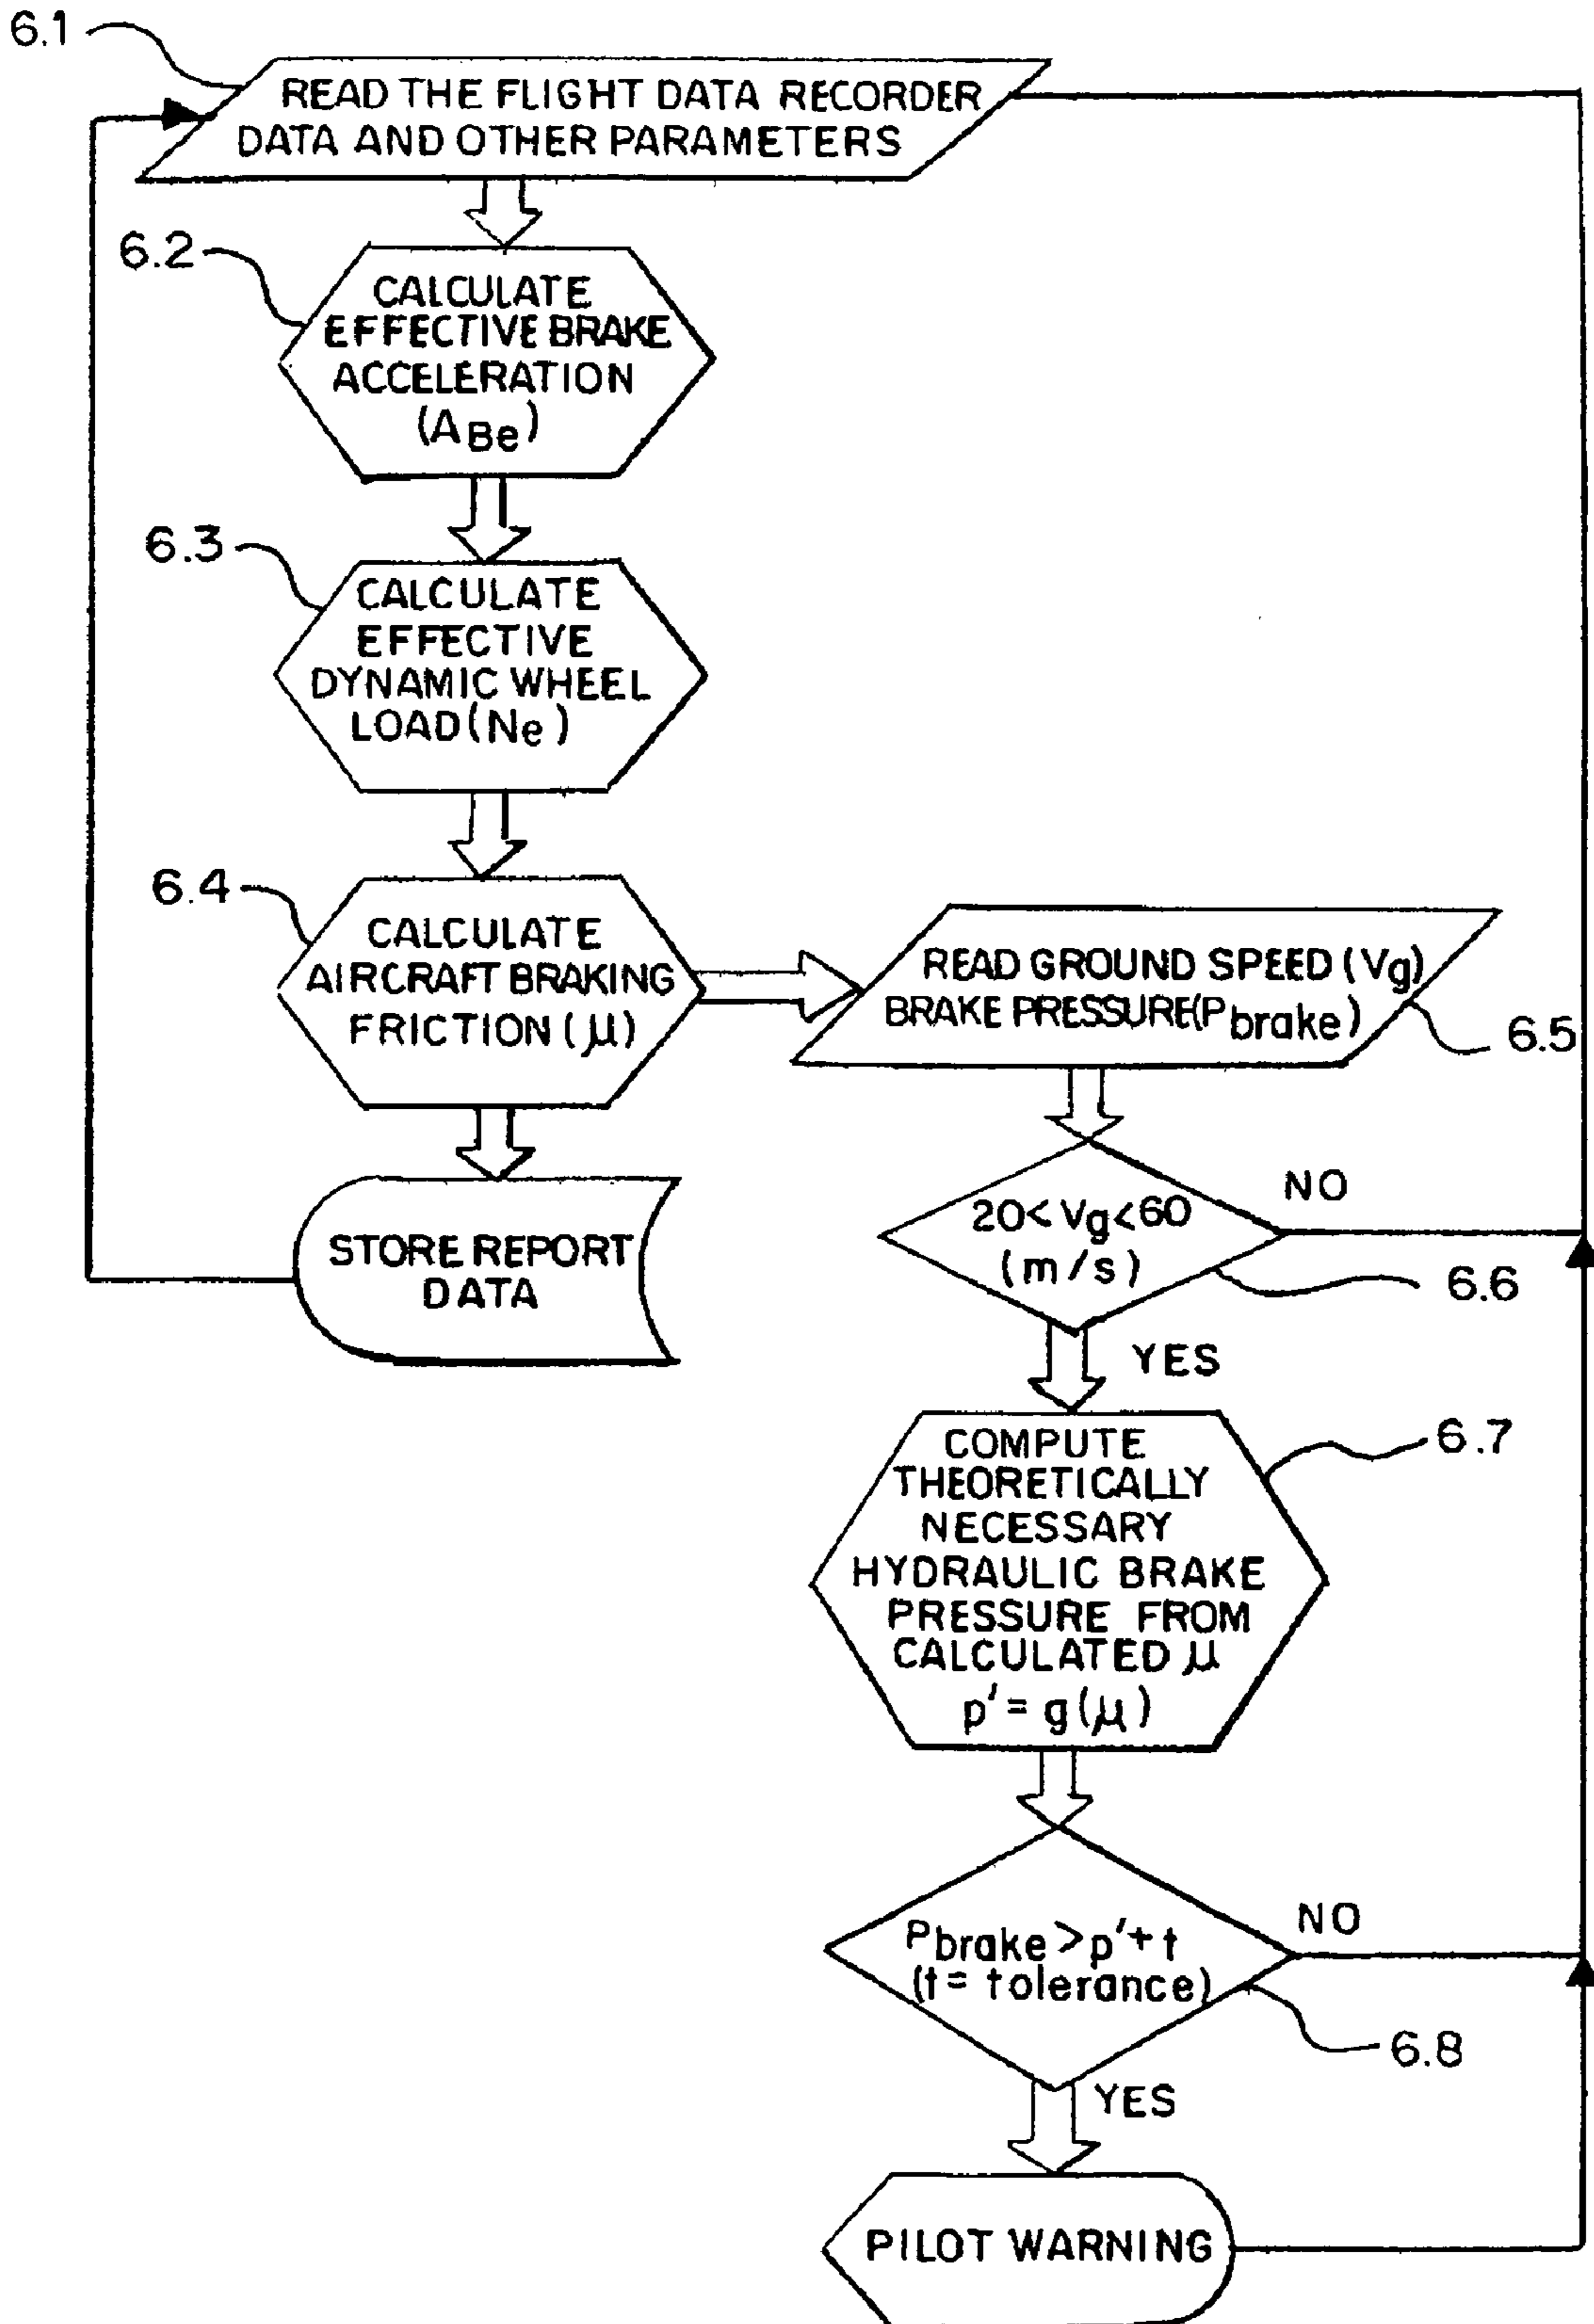 6.1
READ THE FLIGHT DATA RECORDER
DATA AND OTHER PARAMETERS
6.2
CALCULATE
EFFECTIVE BRAKE
ACCELERATION
(ABe)
6.3
CALCULATE
EFFECTIVE
DYNAMIC WHEEL
LOAD(Ne)
6.4
CALCULATE
AIRCRAFT BRAKING
FRICTION (μ)
READ GROUND SPEED (Vg)
BRAKE PRESSURE(Pbrake)
6.5
STORE REPORT
DATA
20<Vg<60
(m/s)
NO
6.6
YES
COMPUTE
THEORETICALLY
NECESSARY
HYDRAULIC BRAKE
PRESSURE FROM
CALCULATED μ
p' = g(μ)
6.7
Pbrake>p'+t
(t= tolerance)
NO
6.8
YES
PILOT WARNING